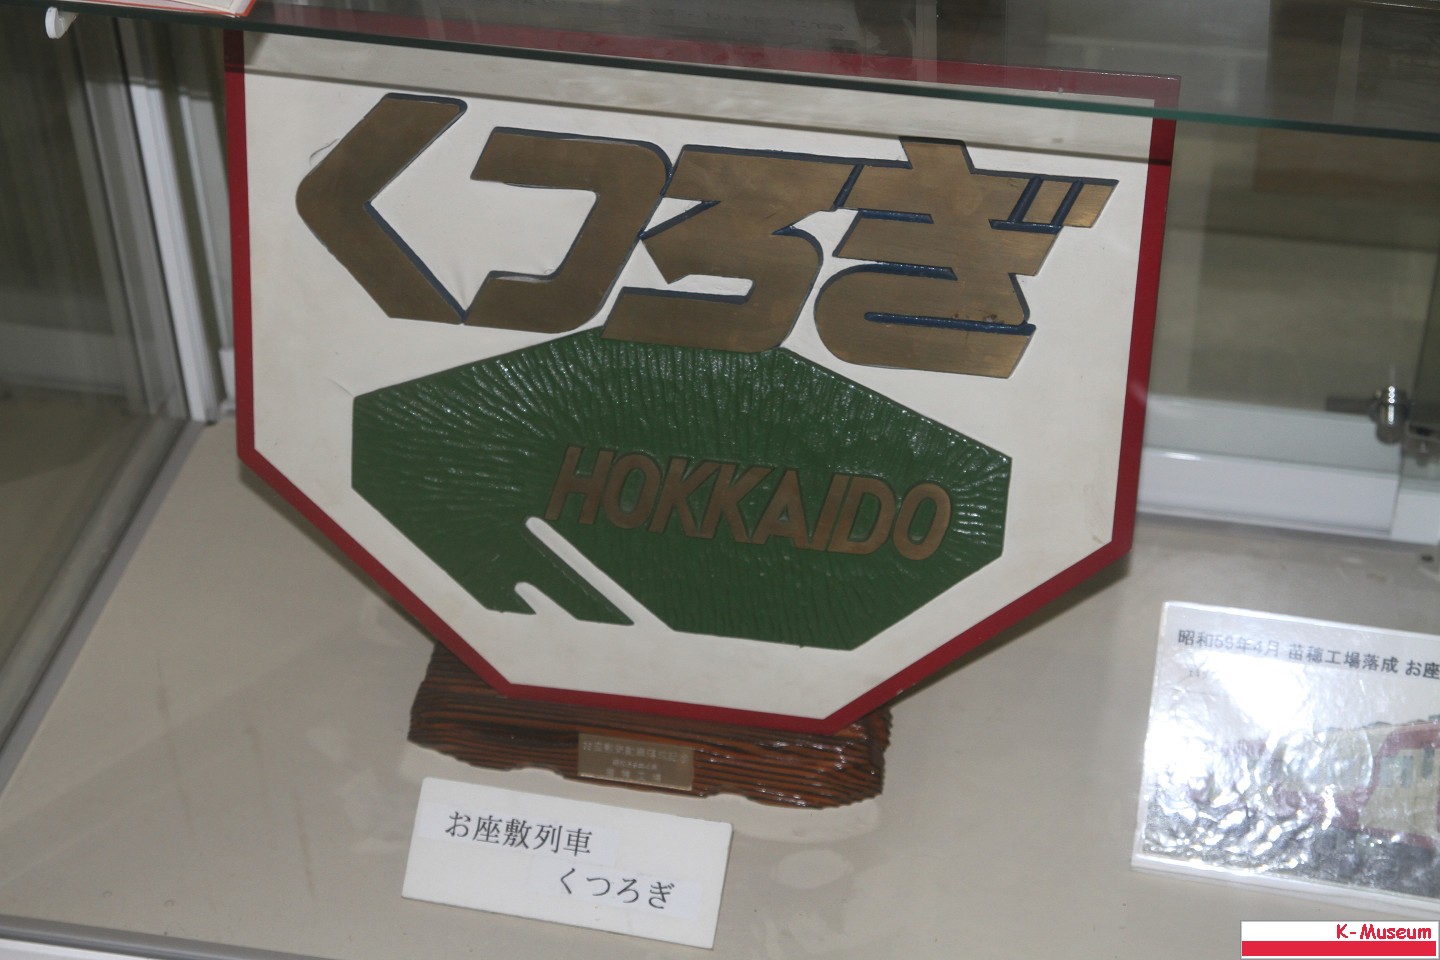 くつろぎ
HOKKAIDO
お座敷列車
くつろぎ
昭和59年4月 苗穂工場落成 お座
K-Museum